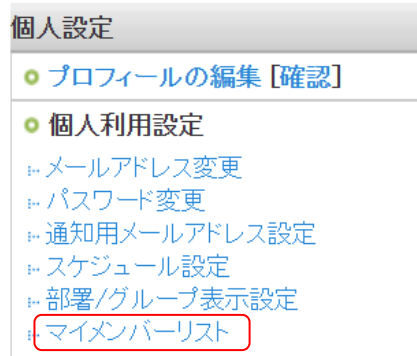 個人設定
プロフィールの編集 [確認]
個人利用設定
メールアドレス変更
パスワード変更
通知用メールアドレス設定
スケジュール設定
部署/グループ表示設定
マイメンバーリスト